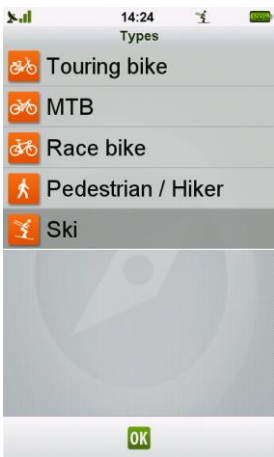 14:24
Types
Touring bike
MTB
Race bike
Pedestrian / Hiker
Ski
OK